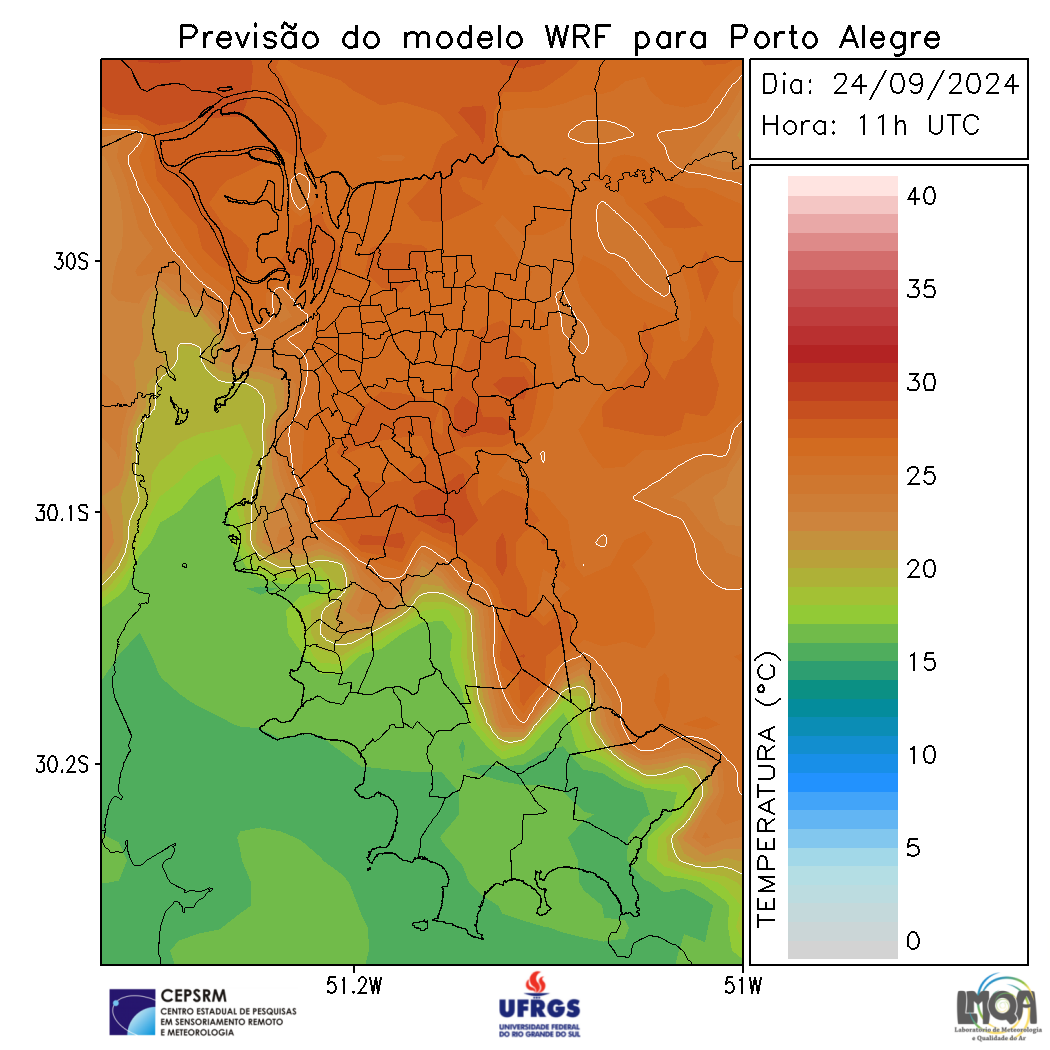 Previsão do modelo WRF para Porto Alegre
Dia: 24/09/2024
Hora: 11h UTC
30S
30.1S
30.2S
51.2W
51W
TEMPERATURA (°C)
40
35
30
25
20
15
10
5
0
CEPSRM
CENTRO ESTADUAL DE PESQUISAS
EM SENSORIAMENTO REMOTO
E METEOROLOGIA
UFRGS
UNIVERSIDADE FEDERAL
DO RIO GRANDE DO SUL
LMQA
Laboratório de Meteorologia
e Qualidade do Ar